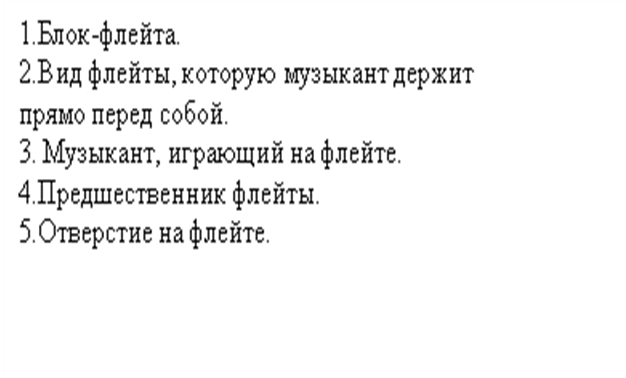 1.Блок-флейта.
2.Вид флейты, которую музыкант держит
прямо перед собой.
3. Музыкант, играющий на флейте.
4.Предшественник флейты.
5.Отверстие на флейте.